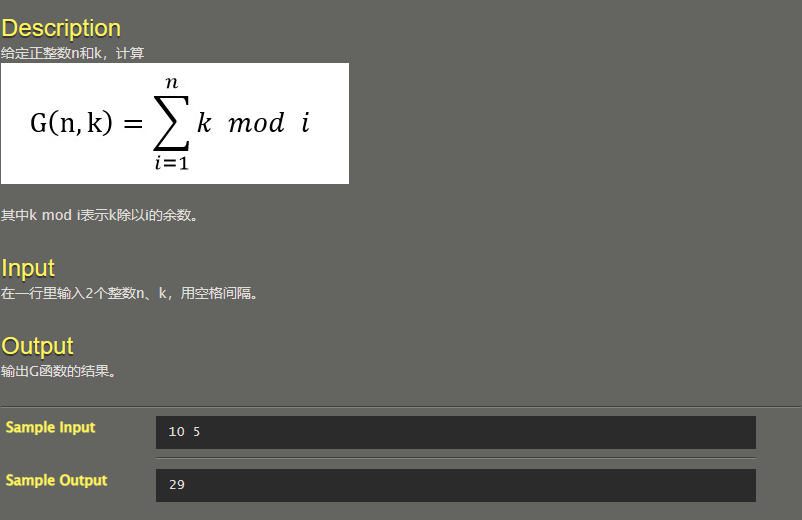 Description
给定正整数n和k，计算
G(n,k) = ∑ k mod i
n
i=1
其中k mod i表示k除以i的余数。
Input
在一行里输入2个整数n、k，用空格间隔。
Output
输出G函数的结果。
Sample Input
10 5
Sample Output
29